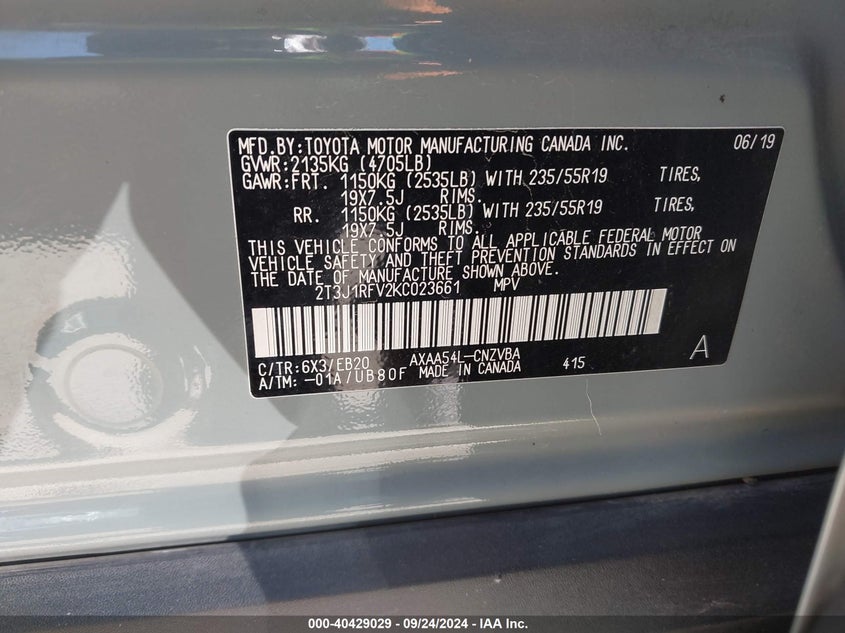 MFD.BY:TOYOTA MOTOR MANUFACTURING CANADA INC. 06/19
GVWR:2135KG (4705LB)
GAWR:FRT. 1150KG (2535LB) WITH 235/55R19 TIRES,
19X7.5J RIMS.
RR. 1150KG (2535LB) WITH 235/55R19 TIRES,
19X7.5J RIMS.
THIS VEHICLE CONFORMS TO ALL APPLICABLE FEDERAL MOTOR
VEHICLE SAFETY AND THEFT PREVENTION STANDARDS IN EFFECT ON
THE DATE OF MANUFACTURE SHOWN ABOVE.
2T3J1RFV2KC023661 MPV
C/TR:6X3/EB20 AXAA54L-CNZVBA A
A/TM:-01A/UB80F MADE IN CANADA 415
000-40429029 - 09/24/2024 - IAA Inc.